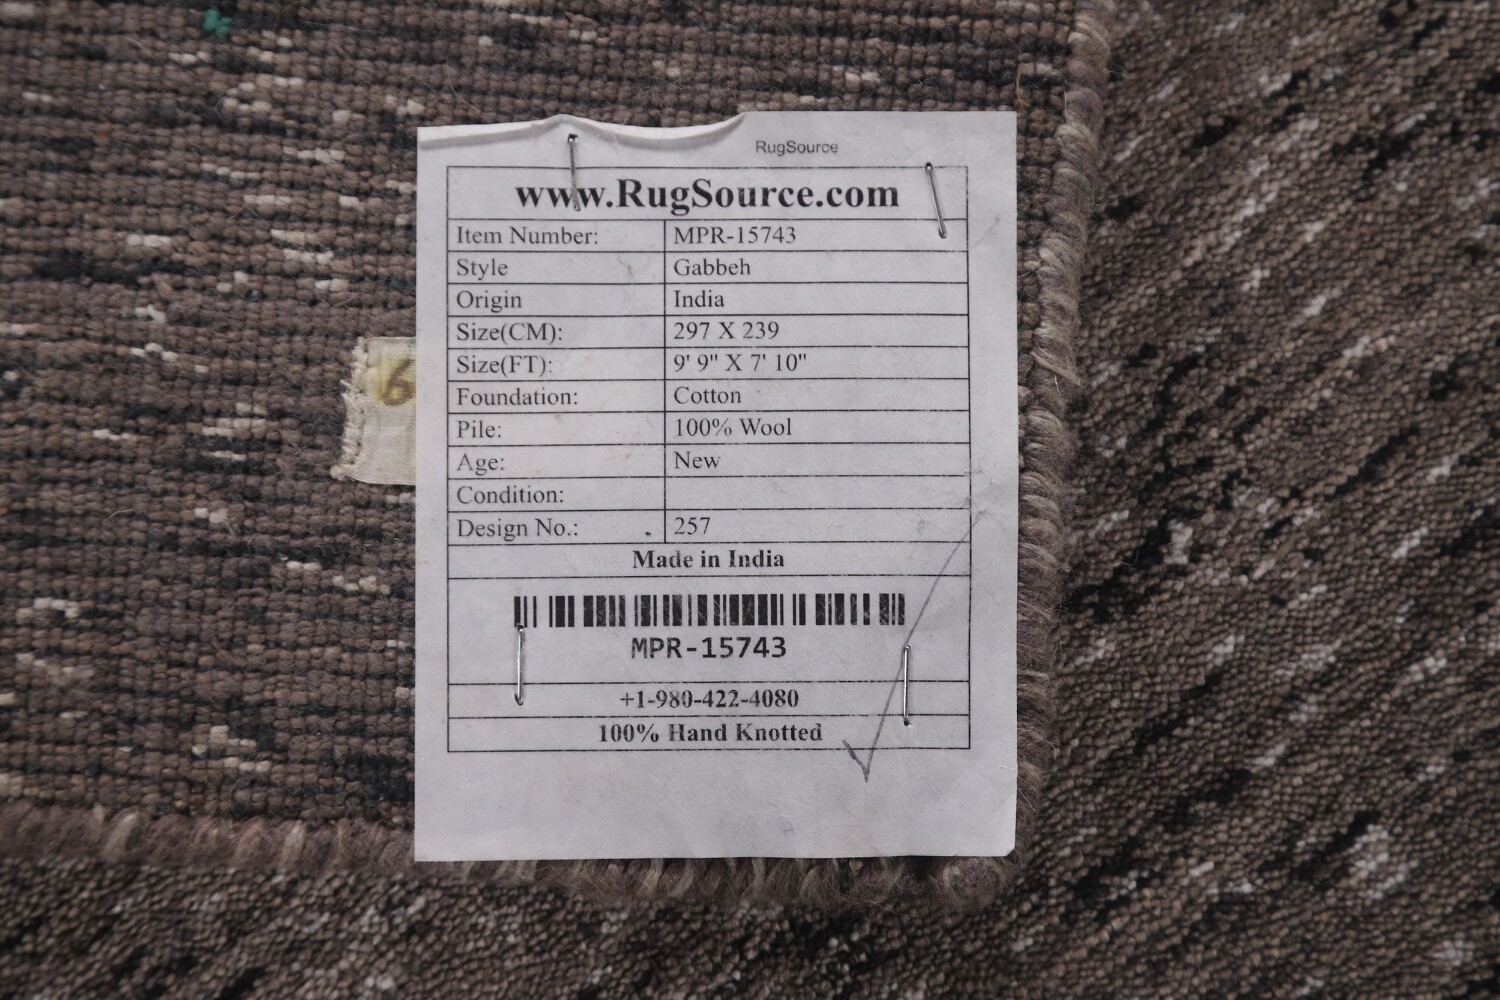 RugSource
www.RugSource.com
Item Number: MPR-15743
Style Gabbeh
Origin India
Size(CM): 297 X 239
Size(FT): 9' 9" X 7' 10"
Foundation: Cotton
Pile: 100% Wool
Age: New
Condition:
Design No.: 257
Made in India
MPR-15743
+1-980-422-4080
100% Hand Knotted
6